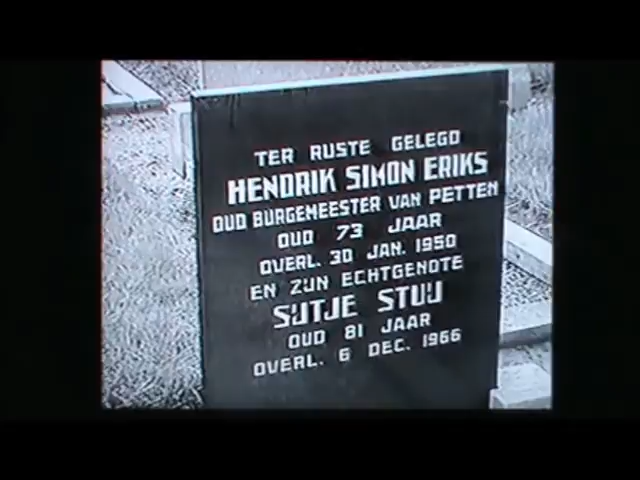 TER RUSTE GELEGD
HENDRIK SIMON ERIKS
OUD BURGEMEESTER VAN PETTEN
OUD 73 JAAR
OVERL. 30 JAN. 1950
EN ZIJN ECHTGENOTE
SIJTJE STUIJ
OUD 81 JAAR
OVERL. 6 DEC. 1966